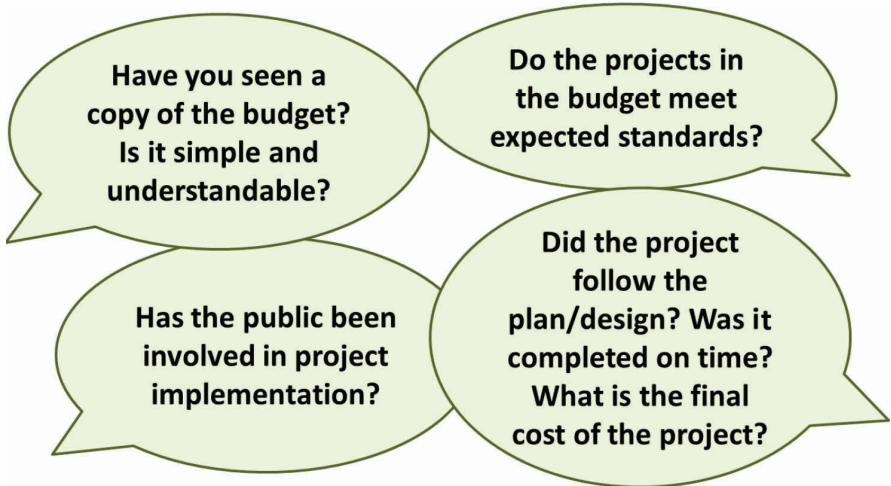 Have you seen a
copy of the budget?
Is it simple and
understandable?
Do the projects in
the budget meet
expected standards?
Has the public been
involved in project
implementation?
Did the project
follow the
plan/design? Was it
completed on time?
What is the final
cost of the project?